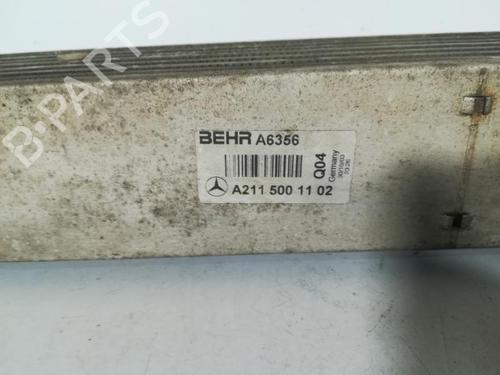 BEHR A6356
A211 500 11 02
Q04
Germany
B-PARTS